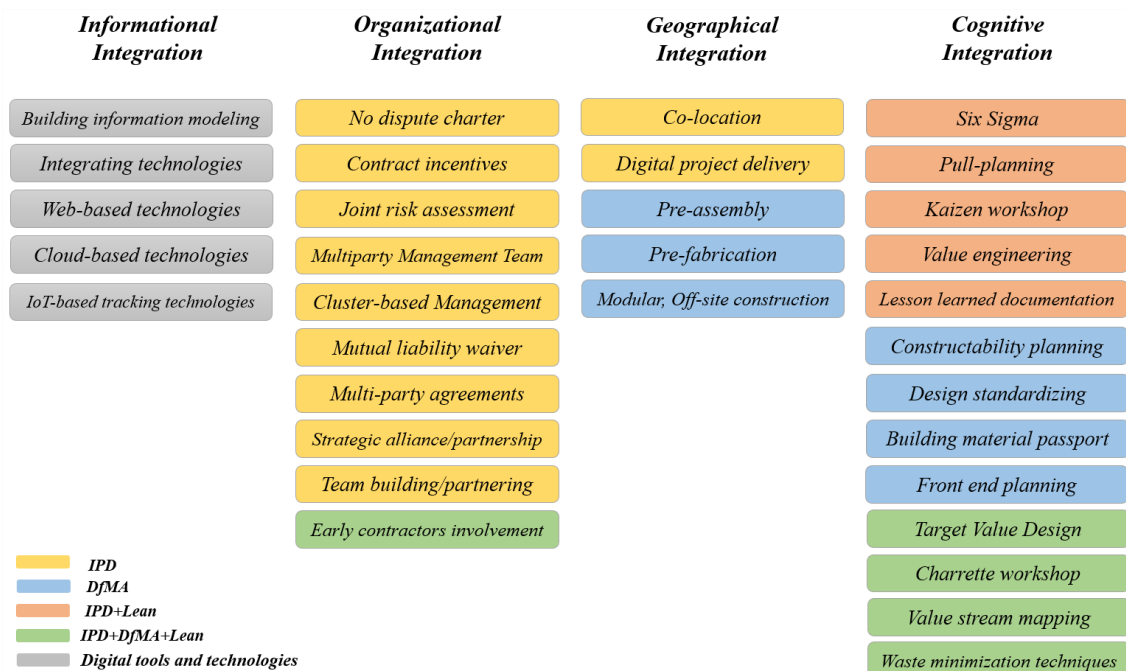 Informational
Integration
Organizational
Integration
Geographical
Integration
Cognitive
Integration
Building information modeling
Integrating technologies
Web-based technologies
Cloud-based technologies
IoT-based tracking technologies
No dispute charter
Contract incentives
Joint risk assessment
Multiparty Management Team
Cluster-based Management
Mutual liability waiver
Multi-party agreements
Strategic alliance/partnership
Team building/partnering
Early contractors involvement
Co-location
Digital project delivery
Pre-assembly
Pre-fabrication
Modular, Off-site construction
Six Sigma
Pull-planning
Kaizen workshop
Value engineering
Lesson learned documentation
Constructability planning
Design standardizing
Building material passport
Front end planning
Target Value Design
Charrette workshop
Value stream mapping
Waste minimization techniques
IPD
DfMA
IPD+Lean
IPD+DfMA+Lean
Digital tools and technologies